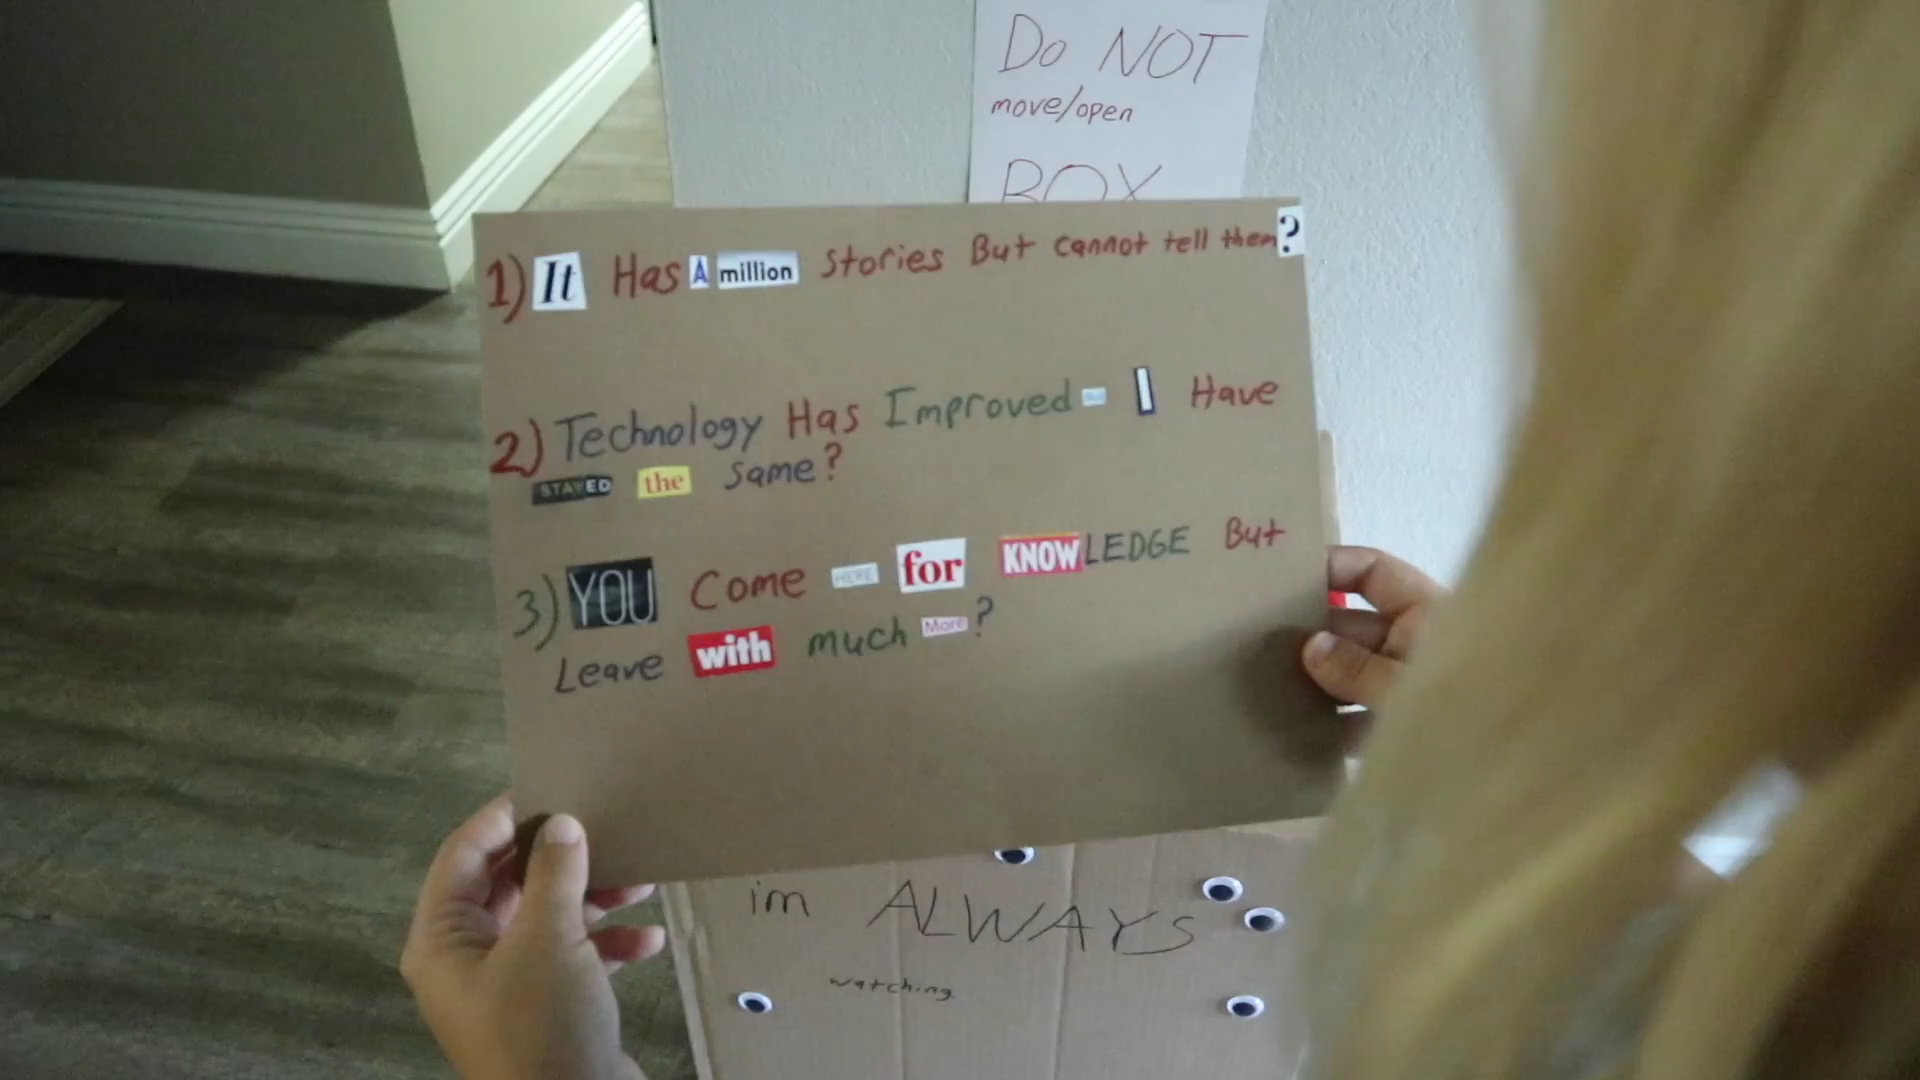 Do NOT
move/open
BOX
1) It Has A million stories But cannot tell them?
2) Technology Has Improved I Have
STAYED the same?
3) YOU Come HERE for KNOWLEDGE But
Leave with much More?
im ALWAYS
watching